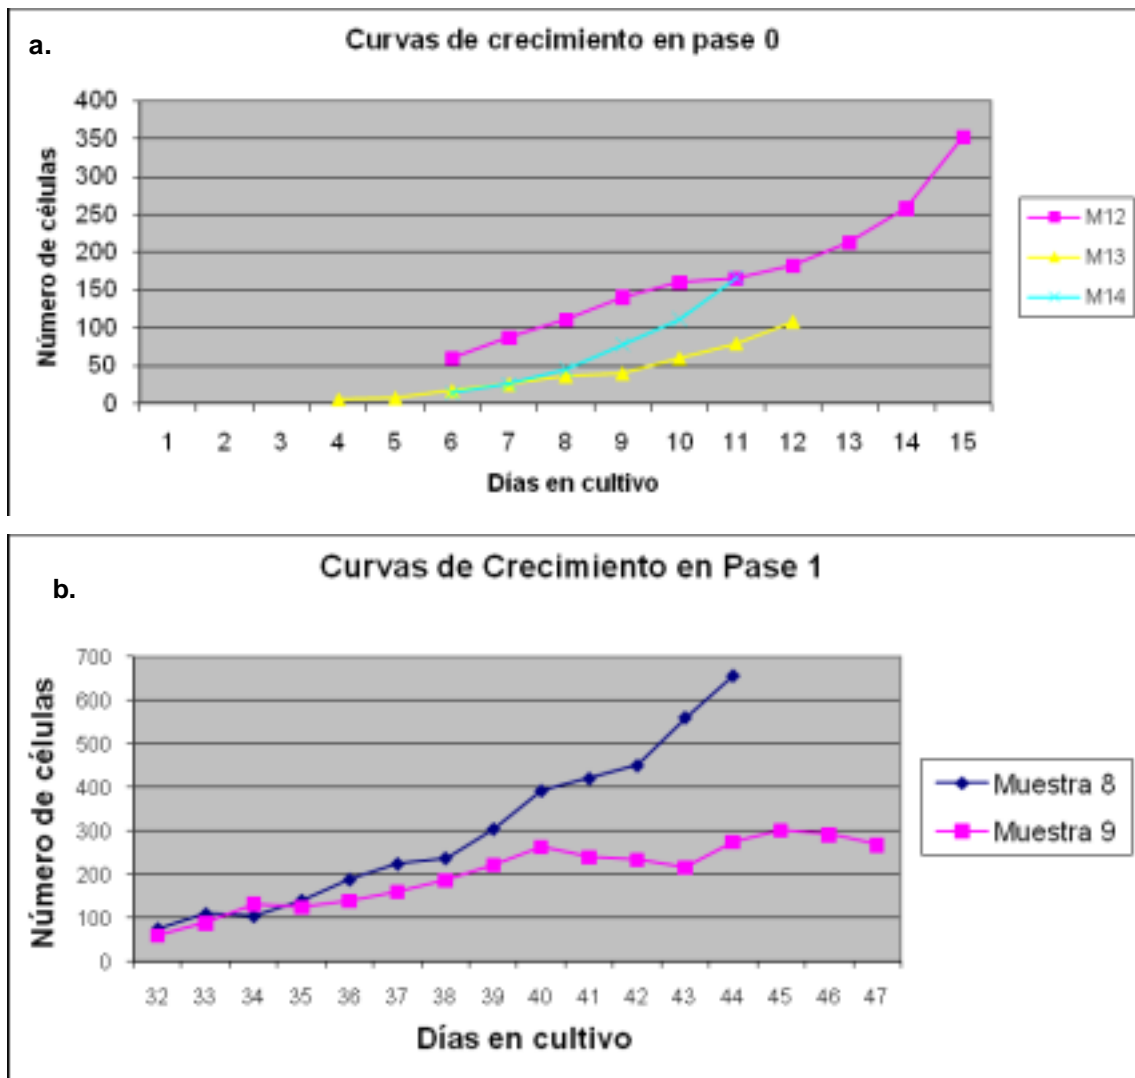 a.
Curvas de crecimiento en pase 0
Número de células
400
350
300
250
200
150
100
50
0
1 2 3 4 5 6 7 8 9 10 11 12 13 14 15
Días en cultivo
M12
M13
M14
b.
Curvas de Crecimiento en Pase 1
Número de células
700
600
500
400
300
200
100
0
32 33 34 35 36 37 38 39 40 41 42 43 44 45 46 47
Días en cultivo
Muestra 8
Muestra 9